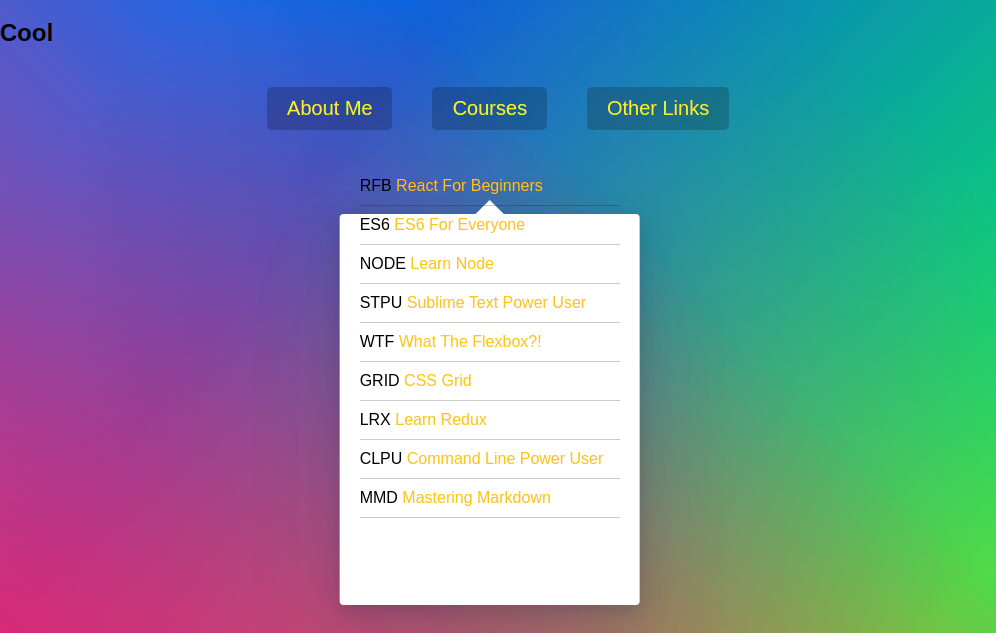 Cool
About Me
Courses
Other Links
RFB React For Beginners
ES6 ES6 For Everyone
NODE Learn Node
STPU Sublime Text Power User
WTF What The Flexbox?!
GRID CSS Grid
LRX Learn Redux
CLPU Command Line Power User
MMD Mastering Markdown